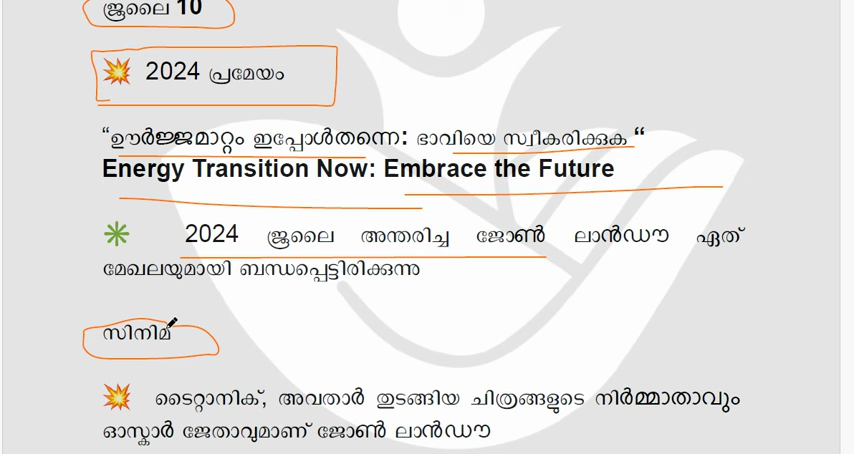 ജൂലൈ 10
💥 2024 പ്രമേയം
“ഊർജ്ജമാറ്റം ഇപ്പോൾതന്നെ: ഭാവിയെ സ്വീകരിക്കുക “
Energy Transition Now: Embrace the Future
✳ 2024 ജൂലൈ അന്തരിച്ച ജോൺ ലാൻഡൗ ഏത്
മേഖലയുമായി ബന്ധപ്പെട്ടിരിക്കുന്നു
സിനിമ
💥 ടൈറ്റാനിക്, അവതാർ തുടങ്ങിയ ചിത്രങ്ങളുടെ നിർമ്മാതാവും
ഓസ്കാർ ജേതാവുമാണ് ജോൺ ലാൻഡൗ